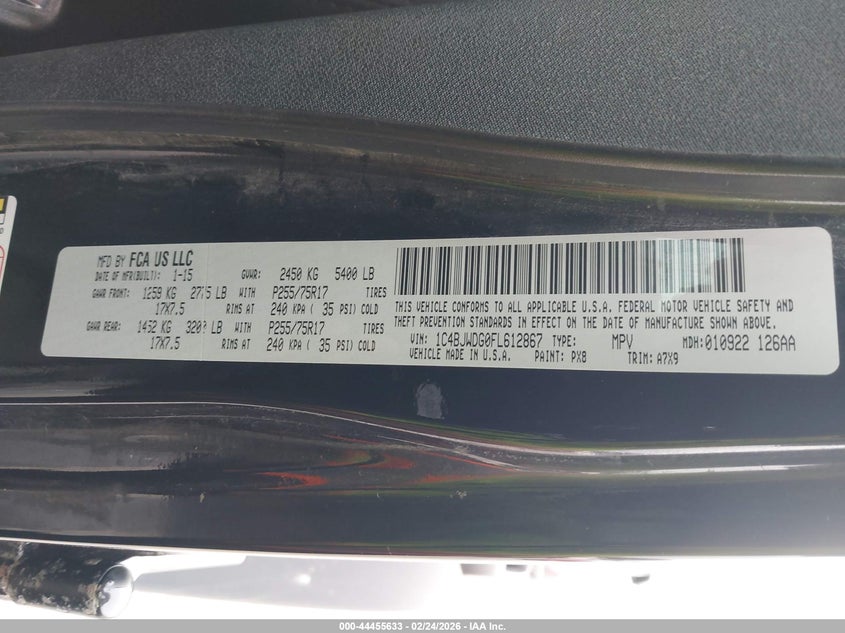 MFD BY FCA US LLC
DATE OF MFR(BUILT): 1-15 GVWR: 2450 KG 5400 LB
GAWR FRONT: 1259 KG 2775 LB WITH P255/75R17 TIRES
17X7.5 RIMS AT 240 KPA ( 35 PSI) COLD
GAWR REAR: 1452 KG LB WITH P255/75R17 TIRES
17X7.5 RIMS AT 240 KPA ( 35 PSI) COLD
THIS VEHICLE CONFORMS TO ALL APPLICABLE U.S.A. FEDERAL MOTOR VEHICLE SAFETY AND
THEFT PREVENTION STANDARDS IN EFFECT ON THE DATE OF MANUFACTURE SHOWN ABOVE.
VIN: 1C4BJWDG0FL612867 TYPE: MPV MDH: 010922 126AA
VEHICLE MADE IN U.S.A. PAINT: PX8 TRIM: A7X9
000-44455633 - 02/24/2026 - IAA Inc.